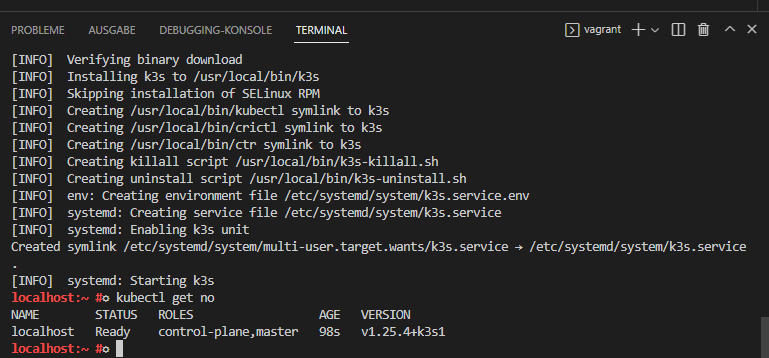 PROBLEME AUSGABE DEBUGGING-KONSOLE TERMINAL vagrant
[INFO]  Verifying binary download
[INFO]  Installing k3s to /usr/local/bin/k3s
[INFO]  Skipping installation of SELinux RPM
[INFO]  Creating /usr/local/bin/kubectl symlink to k3s
[INFO]  Creating /usr/local/bin/crictl symlink to k3s
[INFO]  Creating /usr/local/bin/ctr symlink to k3s
[INFO]  Creating killall script /usr/local/bin/k3s-killall.sh
[INFO]  Creating uninstall script /usr/local/bin/k3s-uninstall.sh
[INFO]  env: Creating environment file /etc/systemd/system/k3s.service.env
[INFO]  systemd: Creating service file /etc/systemd/system/k3s.service
[INFO]  systemd: Enabling k3s unit
Created symlink /etc/systemd/system/multi-user.target.wants/k3s.service → /etc/systemd/system/k3s.service
.
[INFO]  systemd: Starting k3s
localhost:~ # kubectl get no
NAME        STATUS   ROLES                  AGE   VERSION
localhost   Ready    control-plane,master   98s   v1.25.4+k3s1
localhost:~ #